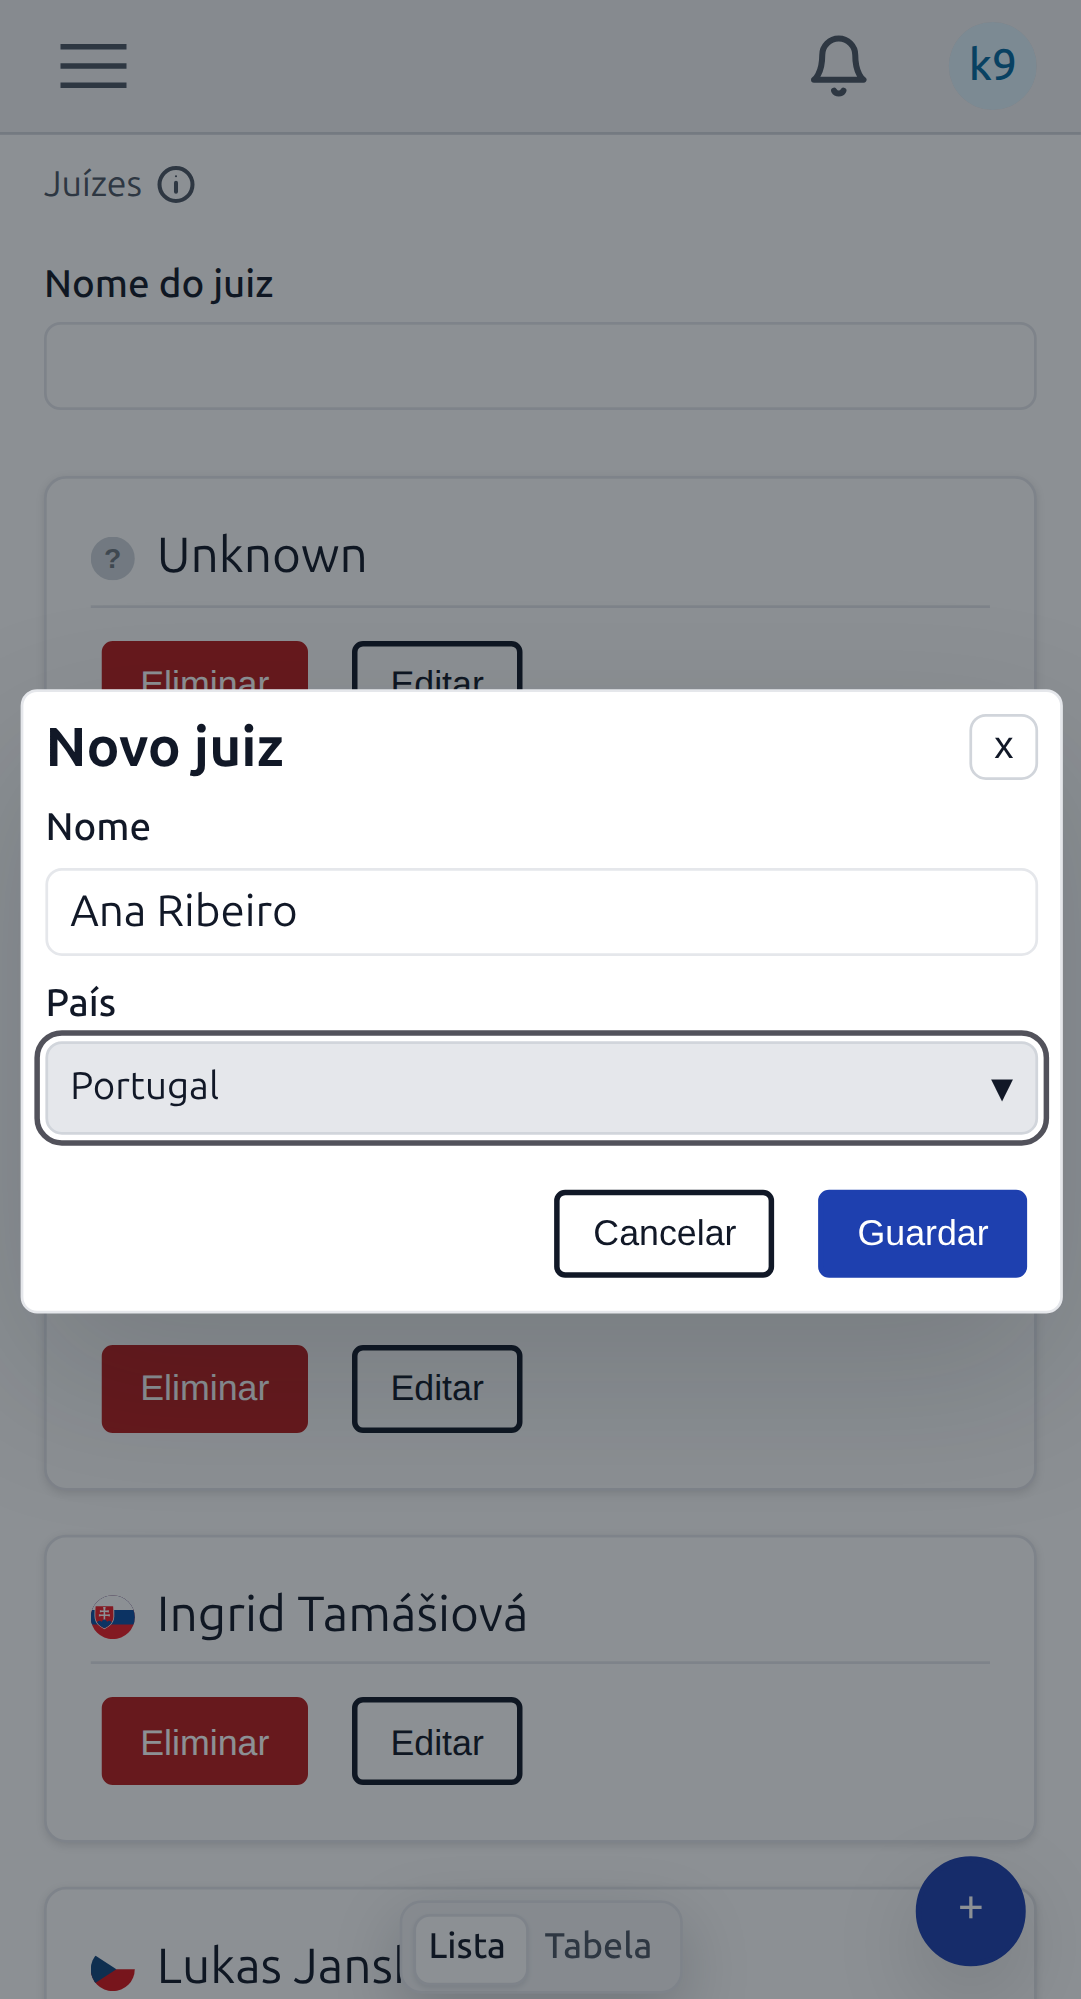 k9
Juízes
Nome do juiz
? Unknown
Eliminar Editar
Novo juiz x
Nome
Ana Ribeiro
País
Portugal ▼
Cancelar Guardar
Eliminar Editar
Ingrid Tamášiová
Eliminar Editar
+
Lista Tabela
Lukas